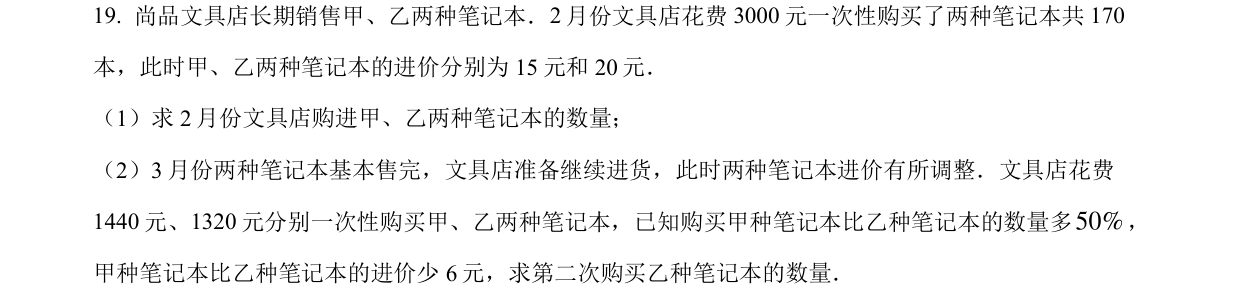 19. 尚品文具店长期销售甲、乙两种笔记本．2 月份文具店花费 3000 元一次性购买了两种笔记本共 170
本，此时甲、乙两种笔记本的进价分别为 15 元和 20 元．
（1）求 2 月份文具店购进甲、乙两种笔记本的数量；
（2）3 月份两种笔记本基本售完，文具店准备继续进货，此时两种笔记本进价有所调整．文具店花费
1440 元、1320 元分别一次性购买甲、乙两种笔记本，已知购买甲种笔记本比乙种笔记本的数量多50%，
甲种笔记本比乙种笔记本的进价少 6 元，求第二次购买乙种笔记本的数量．